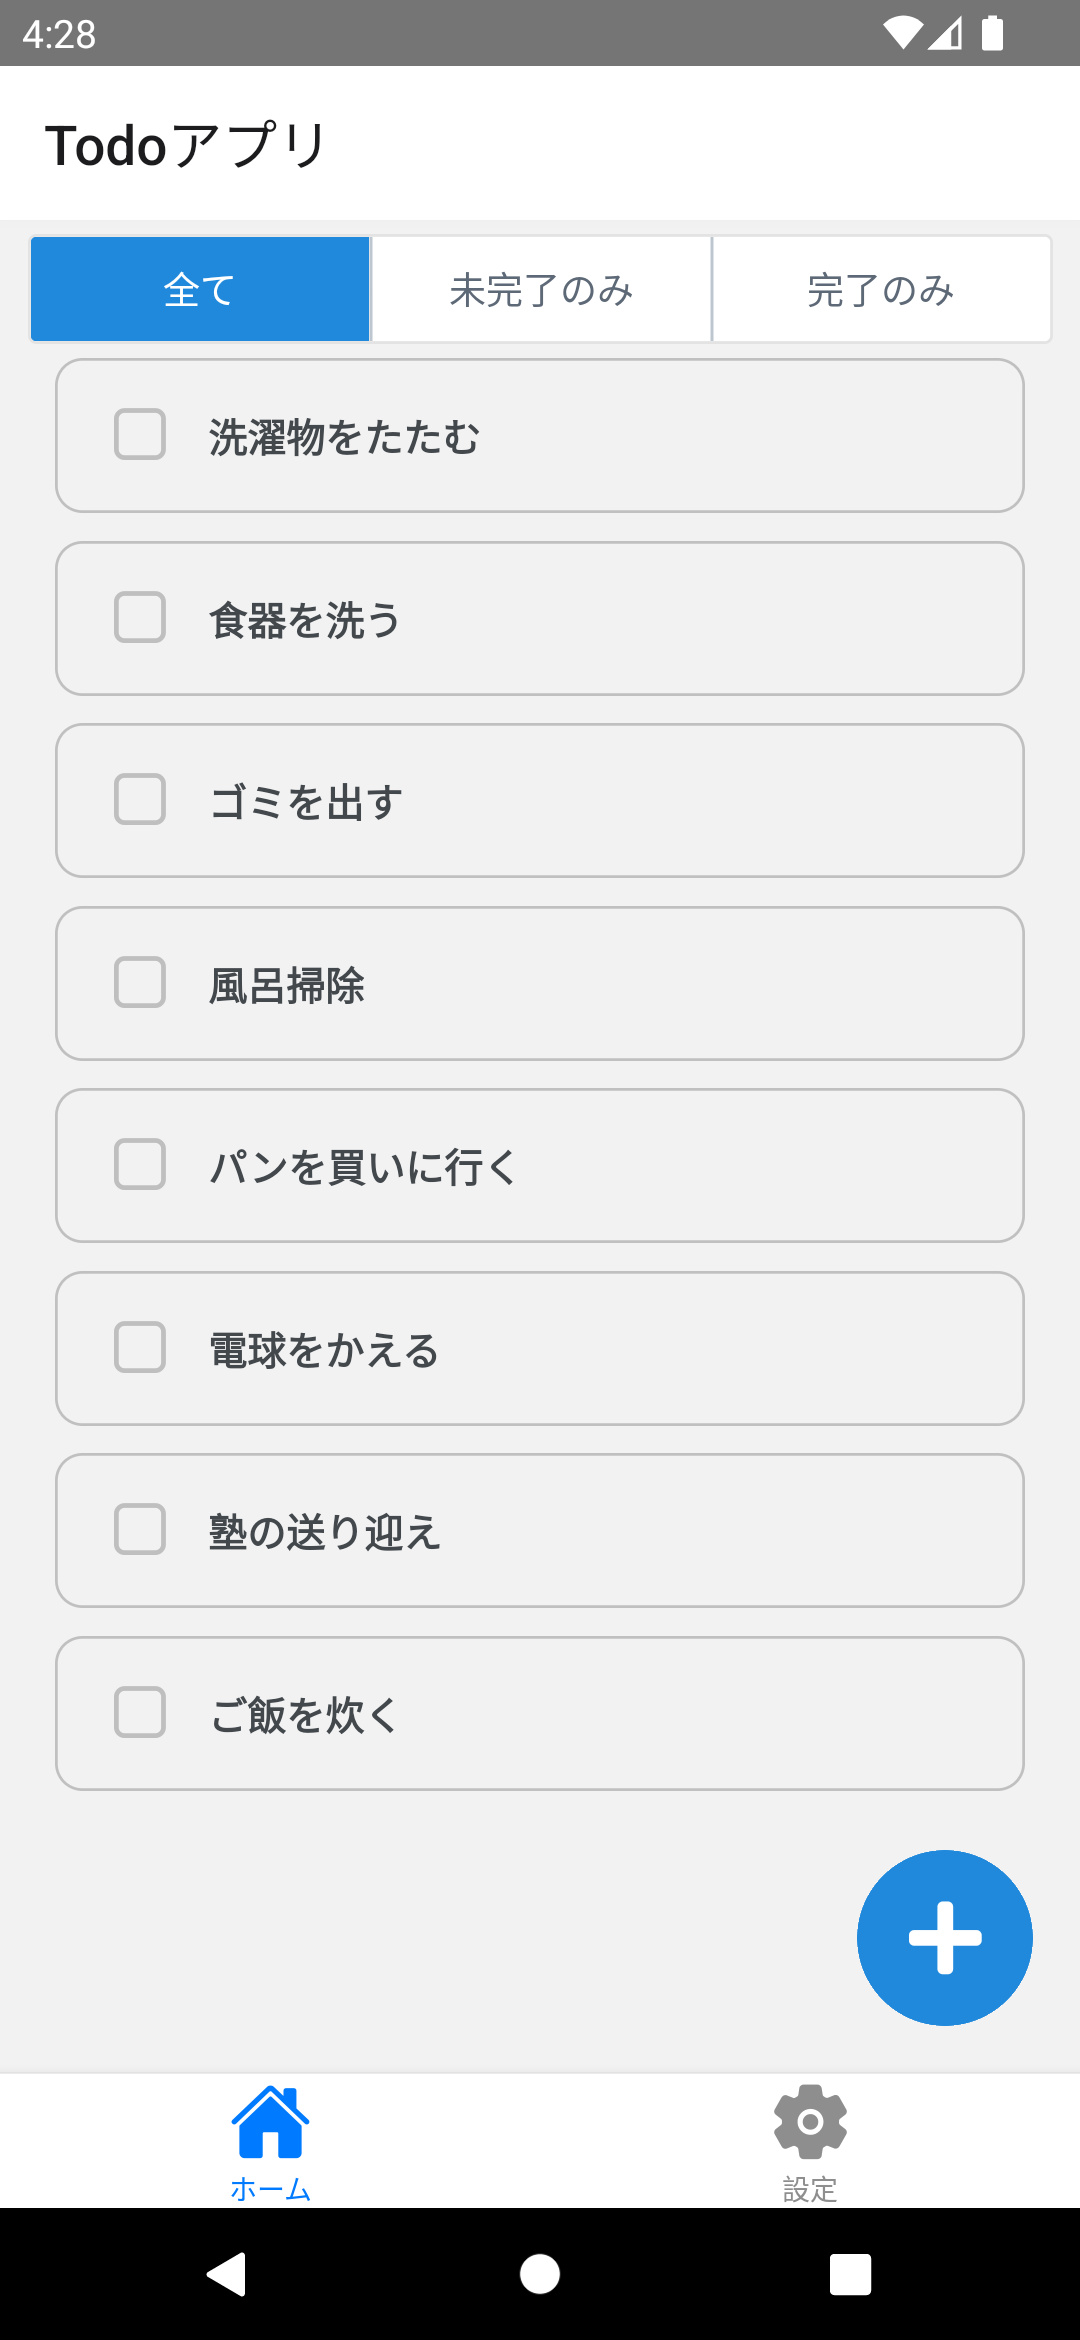 4:28
Todoアプリ
全て
未完了のみ
完了のみ
洗濯物をたたむ
食器を洗う
ゴミを出す
風呂掃除
パンを買いに行く
電球をかえる
塾の送り迎え
ご飯を炊く
ホーム
設定